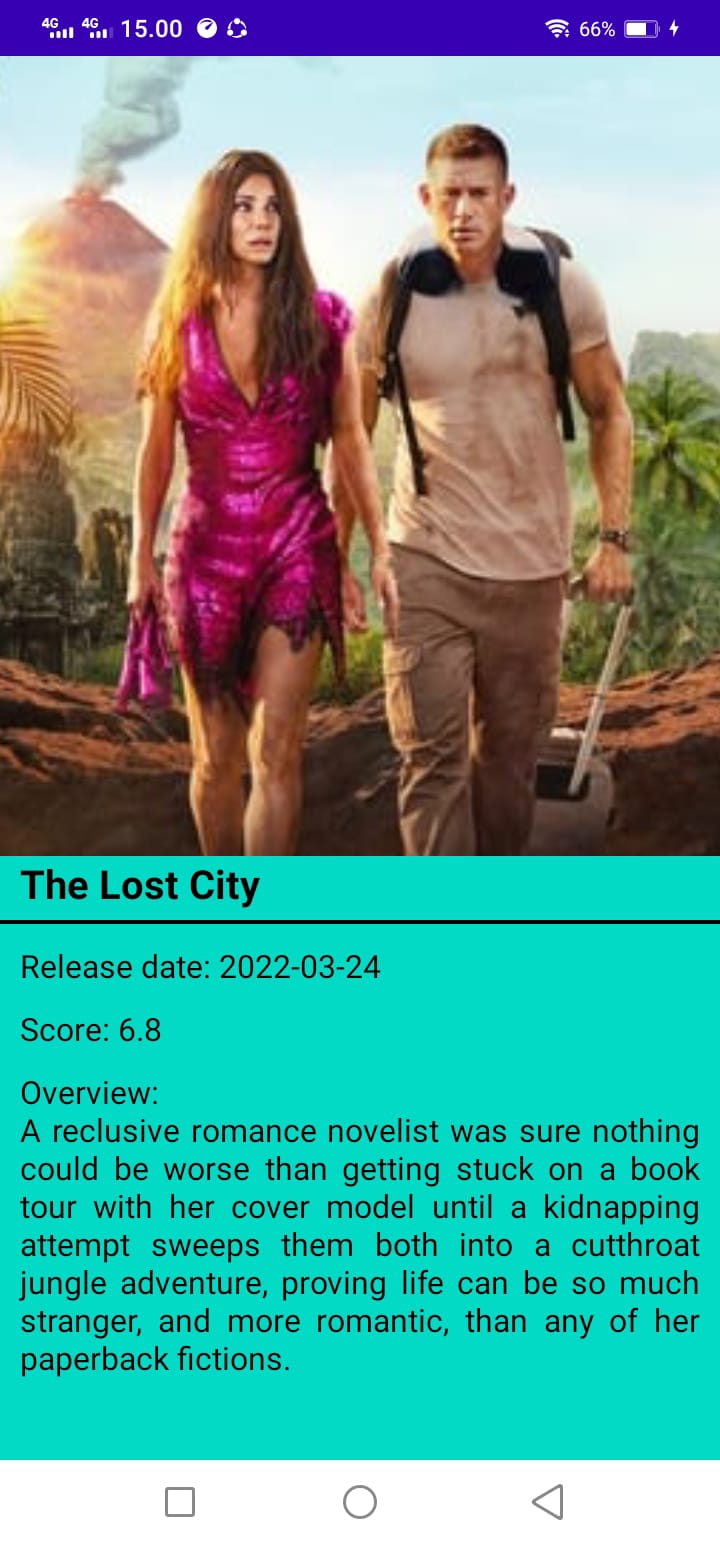 4G 4G 15.00 66%
The Lost City
Release date: 2022-03-24
Score: 6.8
Overview:
A reclusive romance novelist was sure nothing
could be worse than getting stuck on a book
tour with her cover model until a kidnapping
attempt sweeps them both into a cutthroat
jungle adventure, proving life can be so much
stranger, and more romantic, than any of her
paperback fictions.